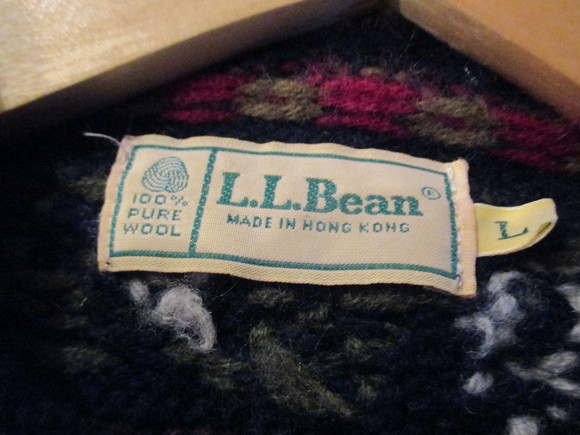 100%
PURE
WOOL
L.L.Bean®
MADE IN HONG KONG
L